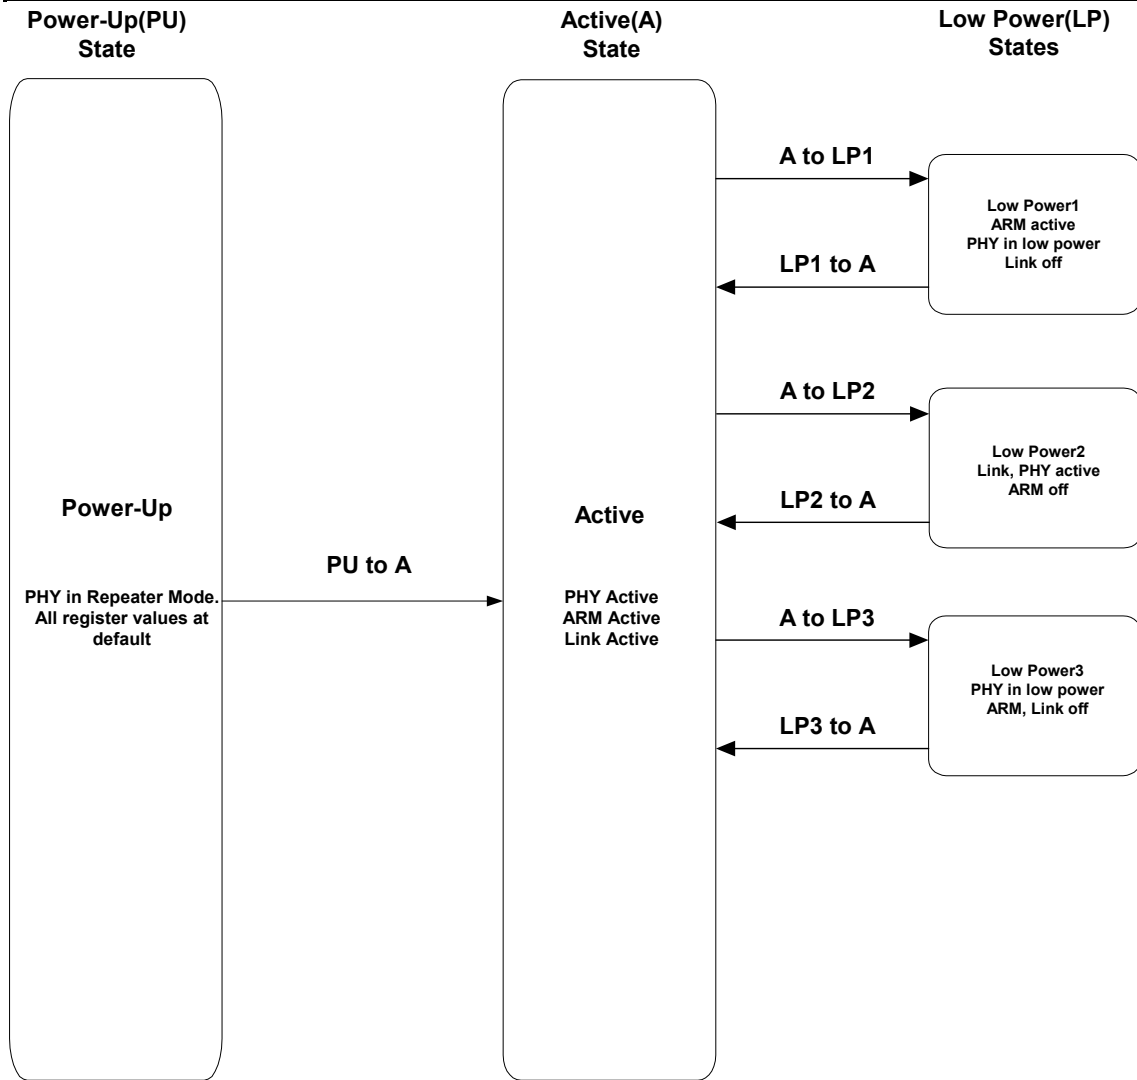 Power-Up(PU)
State
Active(A)
State
Low Power(LP)
States
A to LP1
Low Power1
ARM active
PHY in low power
Link off
LP1 to A
A to LP2
Low Power2
Link, PHY active
ARM off
LP2 to A
Power-Up
PHY in Repeater Mode.
All register values at
default
PU to A
Active
PHY Active
ARM Active
Link Active
A to LP3
Low Power3
PHY in low power
ARM, Link off
LP3 to A